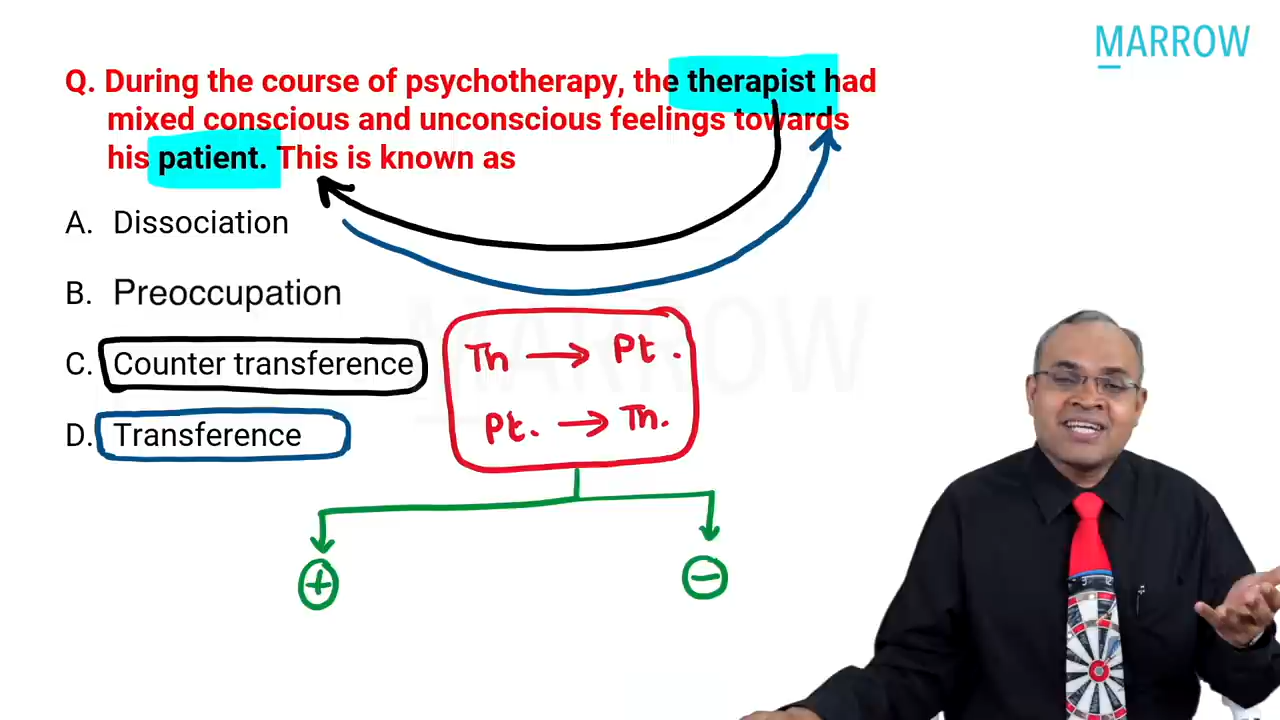 MARROW
Q. During the course of psychotherapy, the therapist had
mixed conscious and unconscious feelings towards
his patient. This is known as
A. Dissociation
B. Preoccupation
C. Counter transference
D. Transference
Th → Pt.
Pt. → Th.
+ −
MARROW